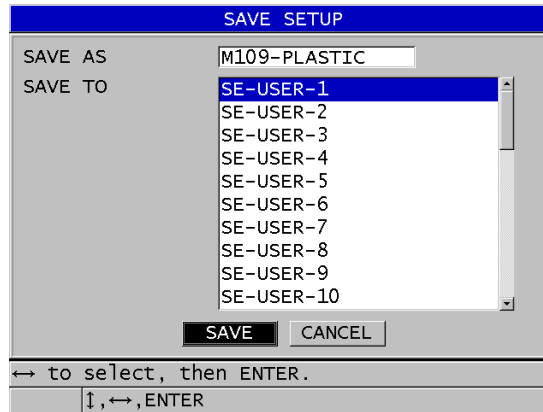 SAVE SETUP
SAVE AS M109-PLASTIC
SAVE TO
SE-USER-1
SE-USER-2
SE-USER-3
SE-USER-4
SE-USER-5
SE-USER-6
SE-USER-7
SE-USER-8
SE-USER-9
SE-USER-10
SAVE CANCEL
↔ to select, then ENTER.
↕,↔,ENTER